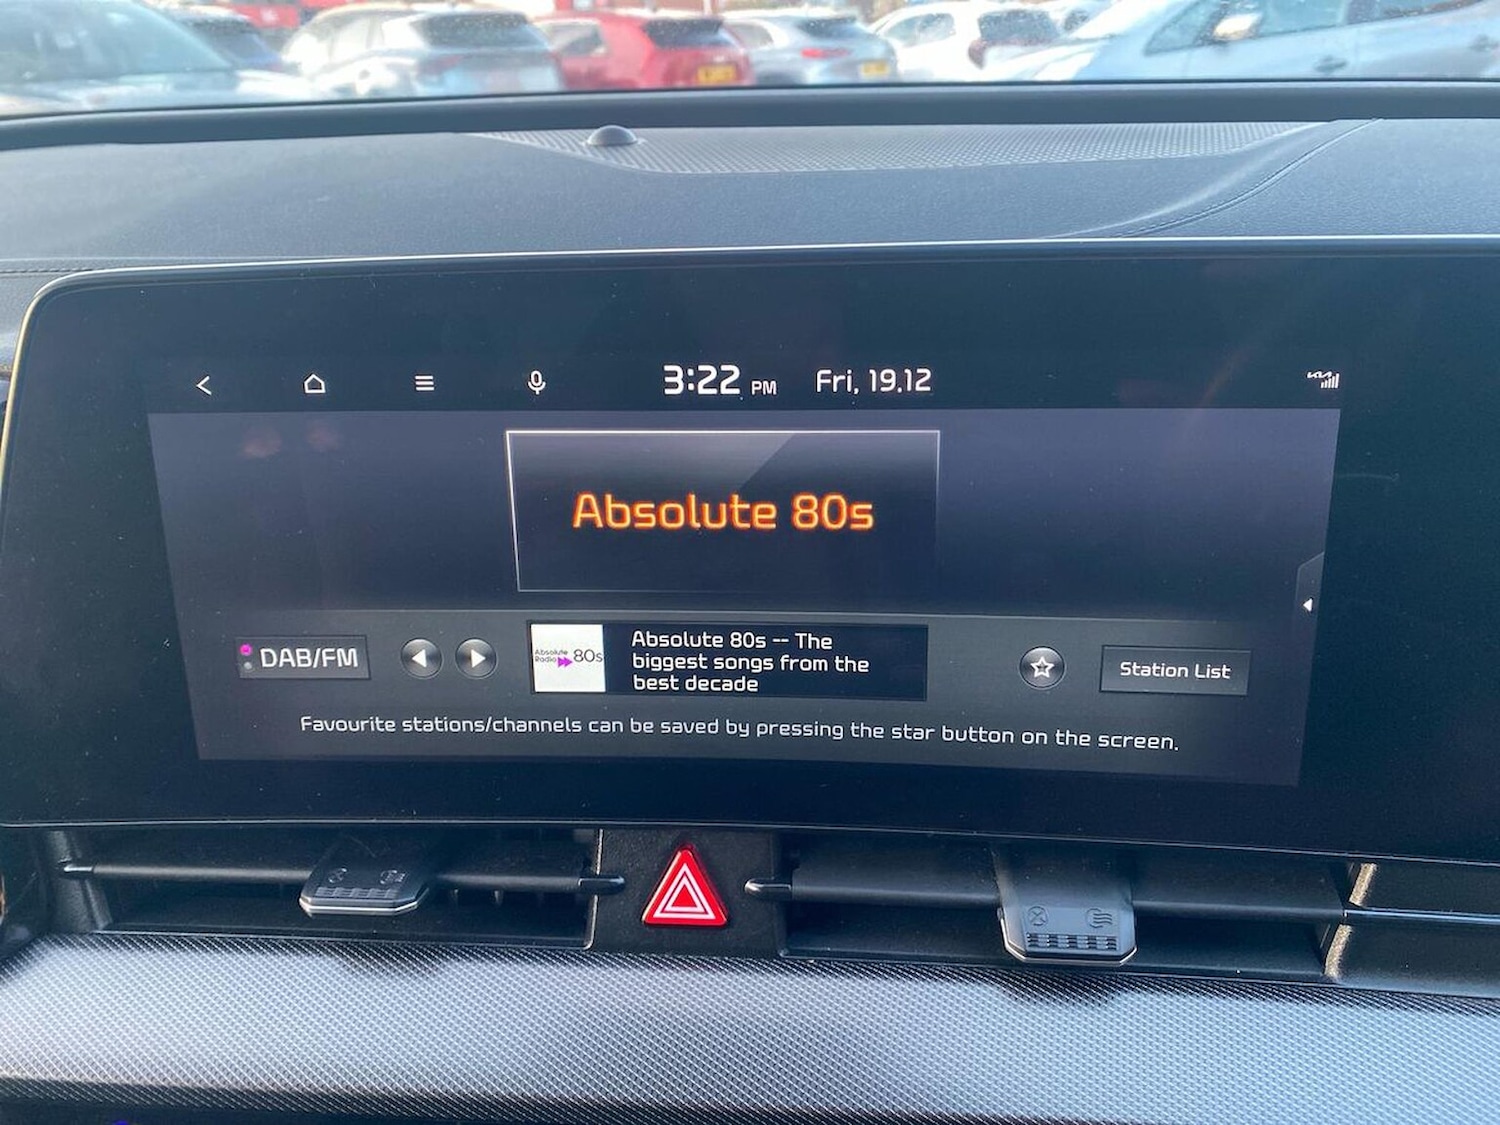 3:22 PM Fri, 19.12
Absolute 80s
DAB/FM
Absolute
Radio 80s
Absolute 80s -- The
biggest songs from the
best decade
Station List
Favourite stations/channels can be saved by pressing the star button on the screen.